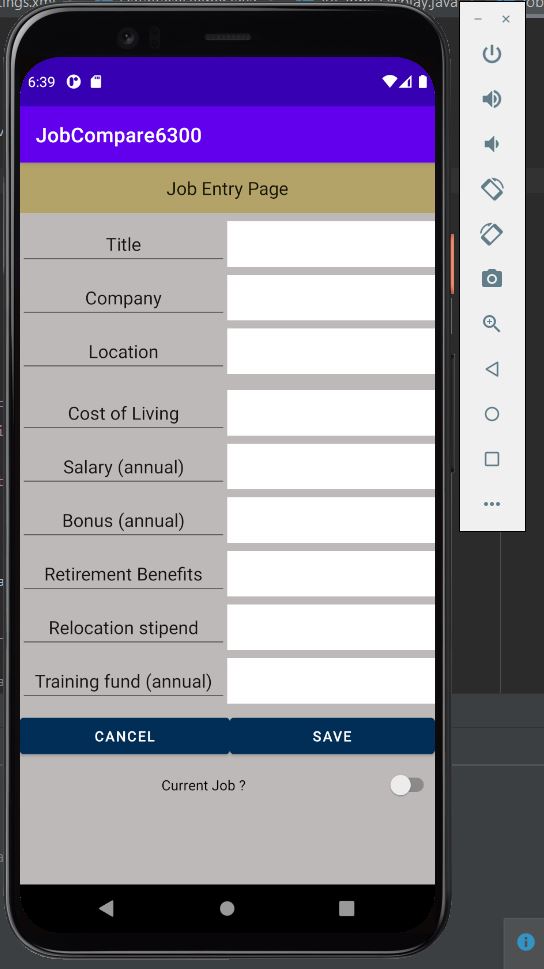 6:39
JobCompare6300
Job Entry Page
Title
Company
Location
Cost of Living
Salary (annual)
Bonus (annual)
Retirement Benefits
Relocation stipend
Training fund (annual)
CANCEL SAVE
Current Job ?